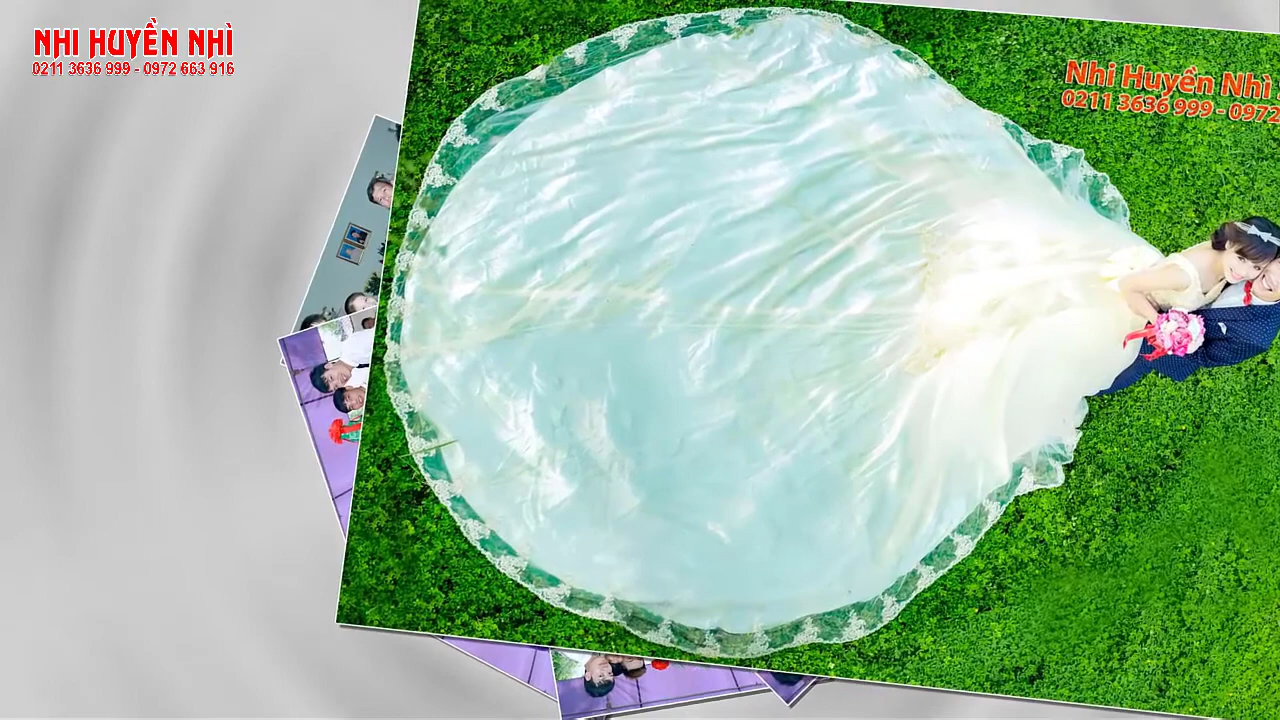 NHI HUYỀN NHÌ
0211 3636 999 - 0972 663 916
Nhi Huyền Nhì
0211 3636 999 - 0972